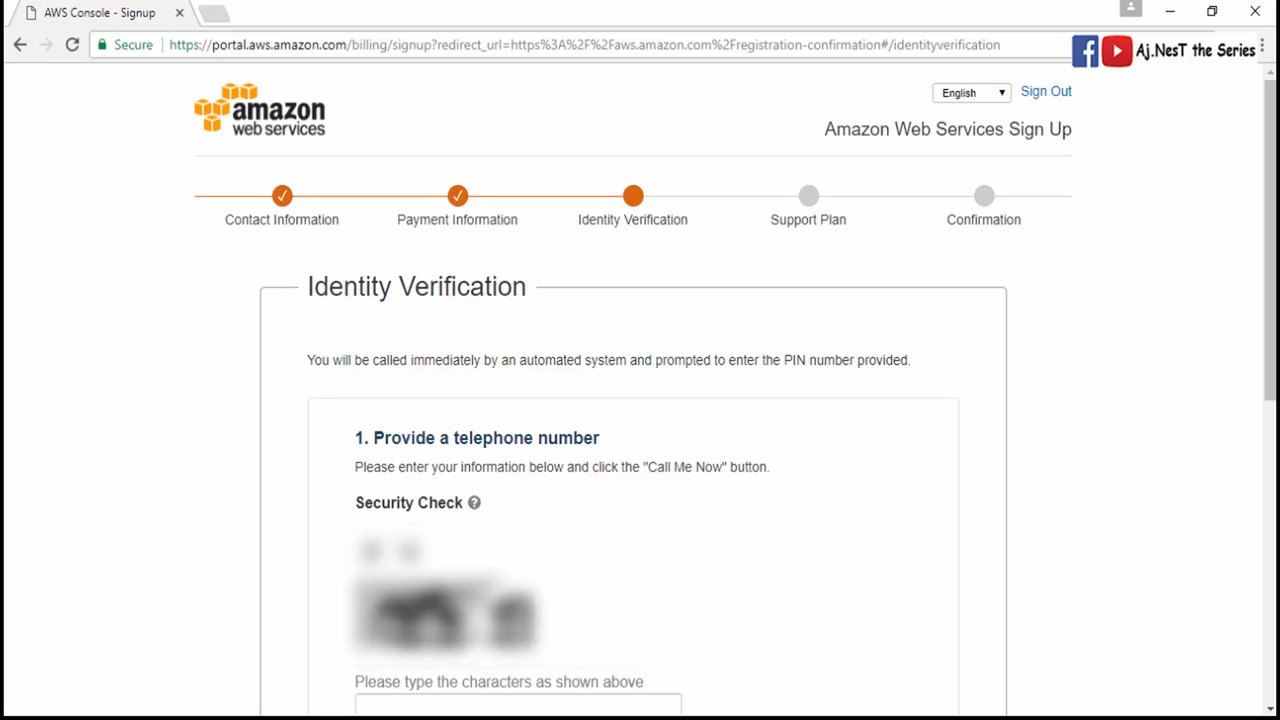 AWS Console - Signup
Secure https://portal.aws.amazon.com/billing/signup?redirect_url=https%3A%2F%2Faws.amazon.com%2Fregistration-confirmation#/identityverification
Aj.NesT the Series
amazon
web services
English
Sign Out
Amazon Web Services Sign Up
Contact Information
Payment Information
Identity Verification
Support Plan
Confirmation
Identity Verification
You will be called immediately by an automated system and prompted to enter the PIN number provided.
1. Provide a telephone number
Please enter your information below and click the "Call Me Now" button.
Security Check
Please type the characters as shown above